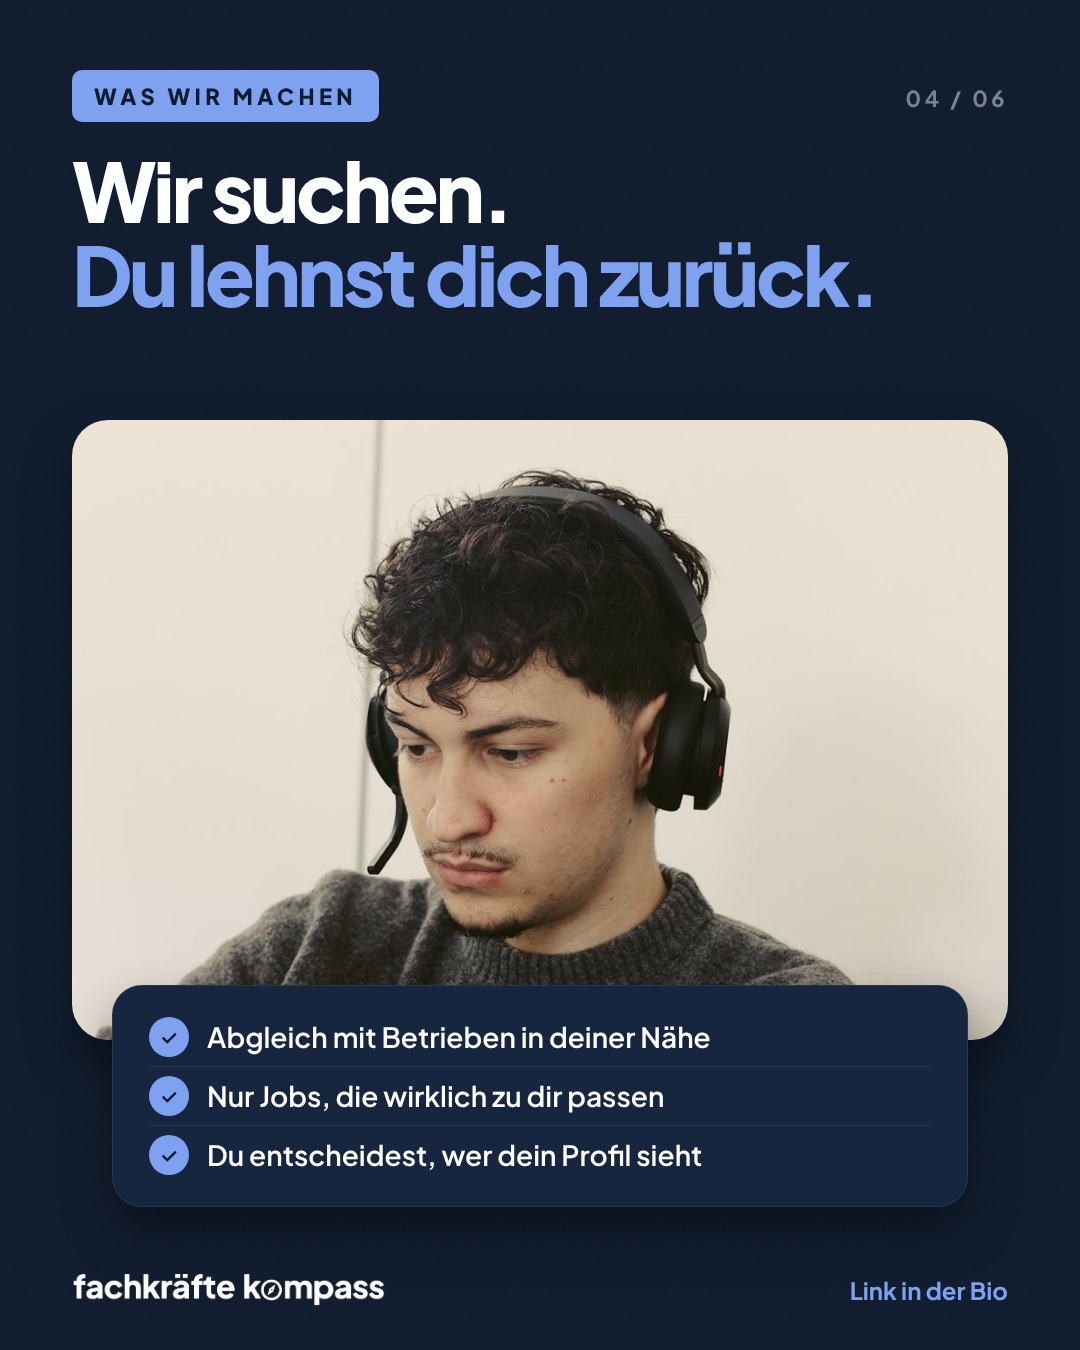 WAS WIR MACHEN
04 / 06
Wir suchen.
Du lehnst dich zurück.
Abgleich mit Betrieben in deiner Nähe
Nur Jobs, die wirklich zu dir passen
Du entscheidest, wer dein Profil sieht
fachkräfte kompass
Link in der Bio